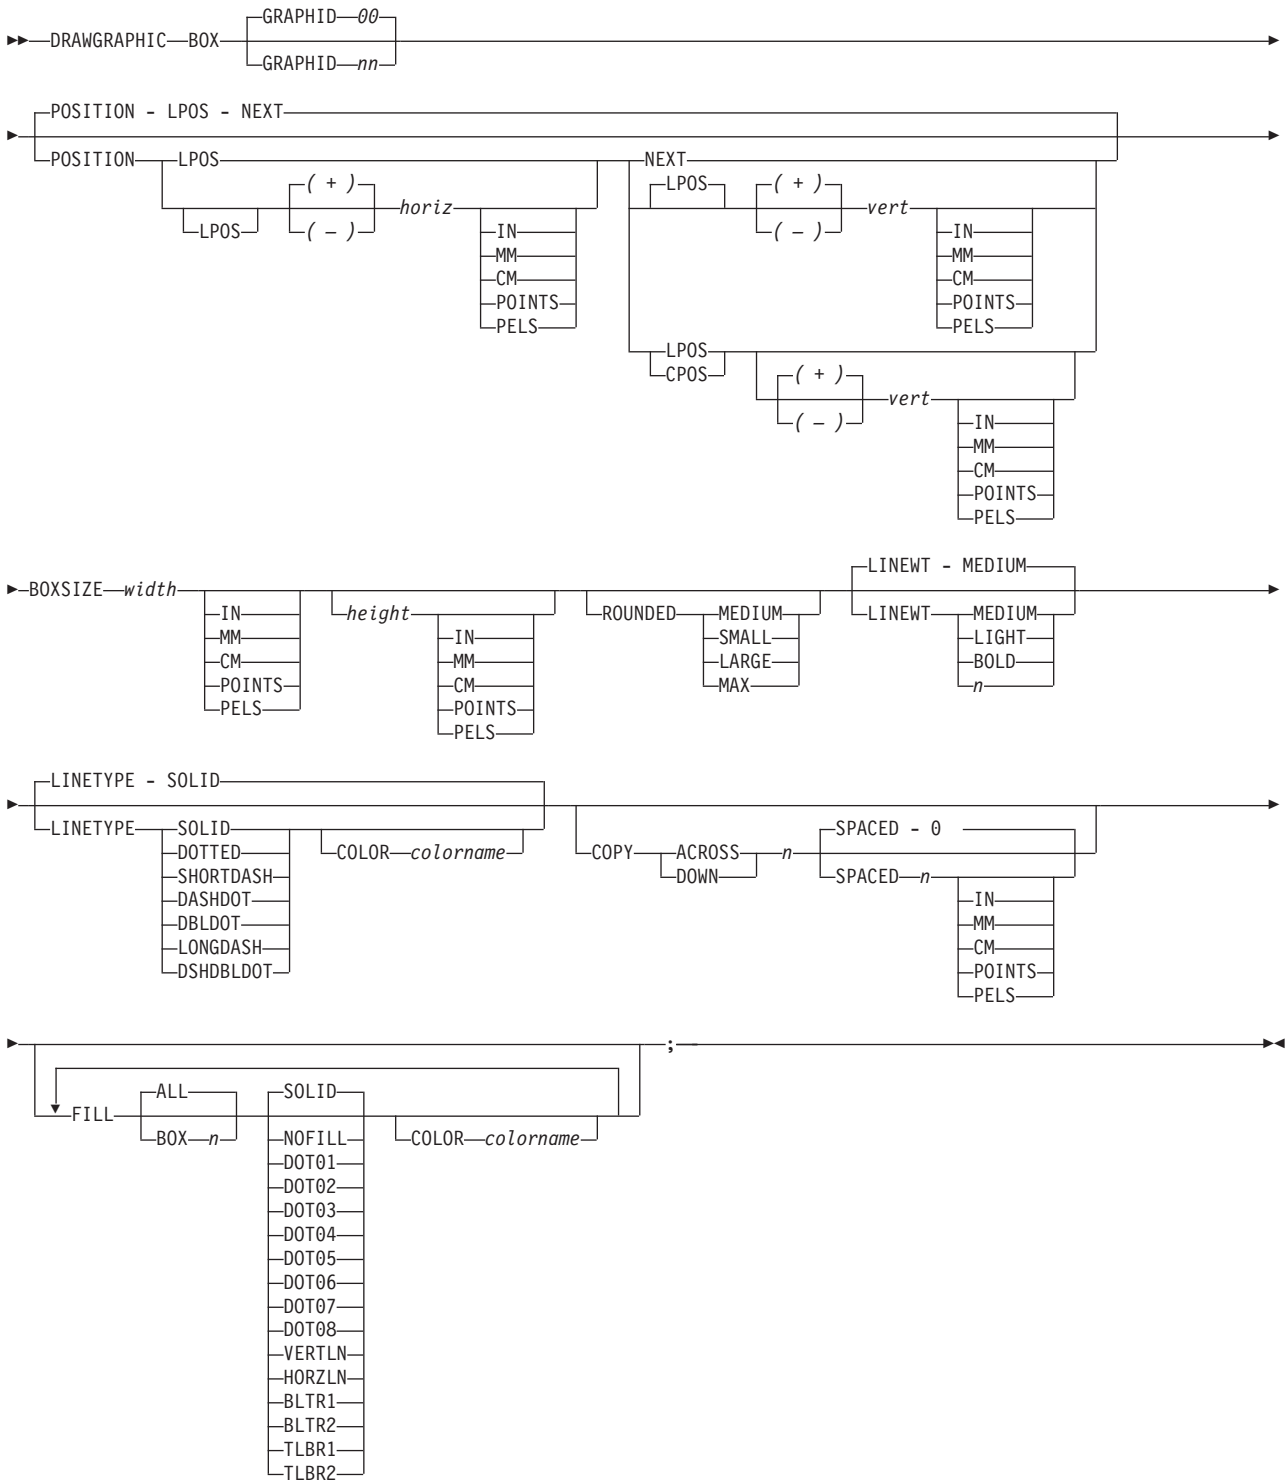 GRAPHID 00
DRAWGRAPHIC BOX
GRAPHID nn
POSITION - LPOS - NEXT
POSITION LPOS NEXT
( + ) LPOS ( + )
horiz vert
LPOS ( – ) IN ( – ) IN
MM MM
CM CM
POINTS POINTS
PELS PELS
LPOS
CPOS ( + )
vert
( – ) IN
MM
CM
POINTS
PELS
LINEWT - MEDIUM
BOXSIZE width
IN height ROUNDED MEDIUM LINEWT MEDIUM
MM IN SMALL LIGHT
CM MM LARGE BOLD
POINTS CM MAX n
PELS POINTS
PELS
LINETYPE - SOLID
LINETYPE SOLID SPACED - 0
DOTTED COLOR colorname COPY ACROSS n
SHORTDASH DOWN SPACED n
DASHDOT IN
DBLDOT MM
LONGDASH CM
DSHDBLDOT POINTS
PELS
;
ALL SOLID
FILL
BOX n NOFILL COLOR colorname
DOT01
DOT02
DOT03
DOT04
DOT05
DOT06
DOT07
DOT08
VERTLN
HORZLN
BLTR1
BLTR2
TLBR1
TLBR2